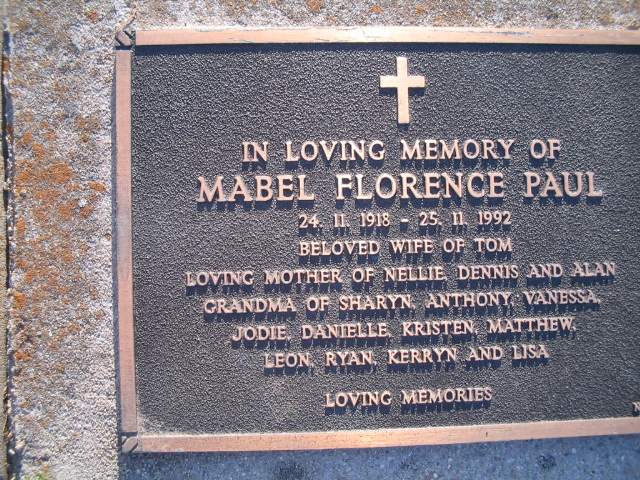 IN LOVING MEMORY OF
MABEL FLORENCE PAUL
24. 11. 1918 - 25. 11. 1992
BELOVED WIFE OF TOM
LOVING MOTHER OF NELLIE, DENNIS AND ALAN
GRANDMA OF SHARYN, ANTHONY, VANESSA,
JODIE, DANIELLE, KRISTEN, MATTHEW,
LEON, RYAN, KERRYN AND LISA
LOVING MEMORIES